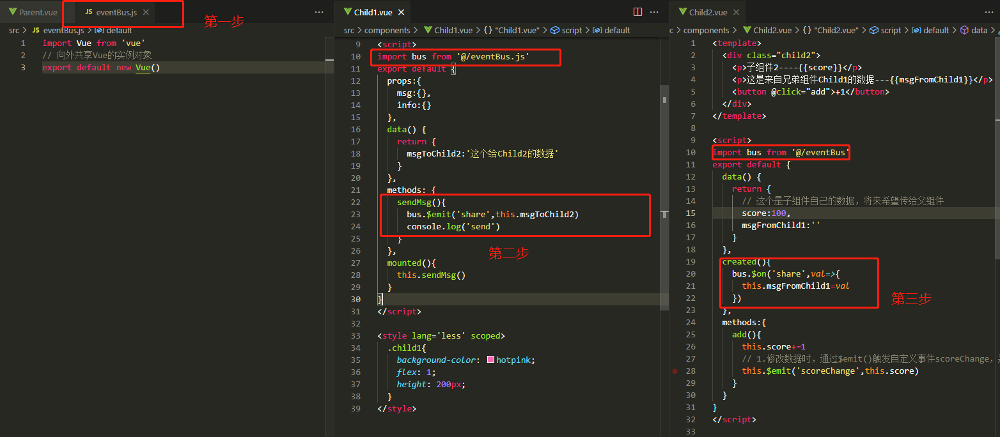 Parent.vue
JS eventBus.js ×
第一步
src > JS eventBus.js > default
1 import Vue from 'vue'
2 // 向外共享Vue的实例对象
3 export default new Vue()
Child1.vue ×
src > components > Child1.vue > {} "Child1.vue" > script > default
9 <script>
10 import bus from '@/eventBus.js'
11 export default {
12 props:{
13 msg:{},
14 info:{}
15 },
16 data() {
17 return {
18 msgToChild2:'这个给Child2的数据'
19 }
20 },
21 methods: {
22 sendMsg(){
23 bus.$emit('share',this.msgToChild2)
24 console.log('send')
25 }
26 },
27 mounted(){
28 this.sendMsg()
29 }
30 }
31 </script>
32
33 <style lang='less' scoped>
34 .child1{
35 background-color: hotpink;
36 flex: 1;
37 height: 200px;
38 }
39 </style>
第二步
Child2.vue ×
c > components > Child2.vue > {} "Child2.vue" > script > default > data >
1 <template>
2 <div class="child2">
3 <p>子组件2----{{score}}</p>
4 <p>这是来自兄弟组件Child1的数据---{{msgFromChild1}}</p>
5 <button @click="add">+1</button>
6 </div>
7 </template>
8
9 <script>
10 import bus from '@/eventBus'
11 export default {
12 data() {
13 return {
14 // 这个是子组件自己的数据，将来希望传给父组件
15 score:100,
16 msgFromChild1:''
17 }
18 },
19 created(){
20 bus.$on('share',val=>{
21 this.msgFromChild1=val
22 })
23 },
24 methods:{
25 add(){
26 this.score+=1
27 // 1.修改数据时，通过$emit()触发自定义事件scoreChange，
28 this.$emit('scoreChange',this.score)
29 }
30 }
31 }
32 </script>
33
第三步